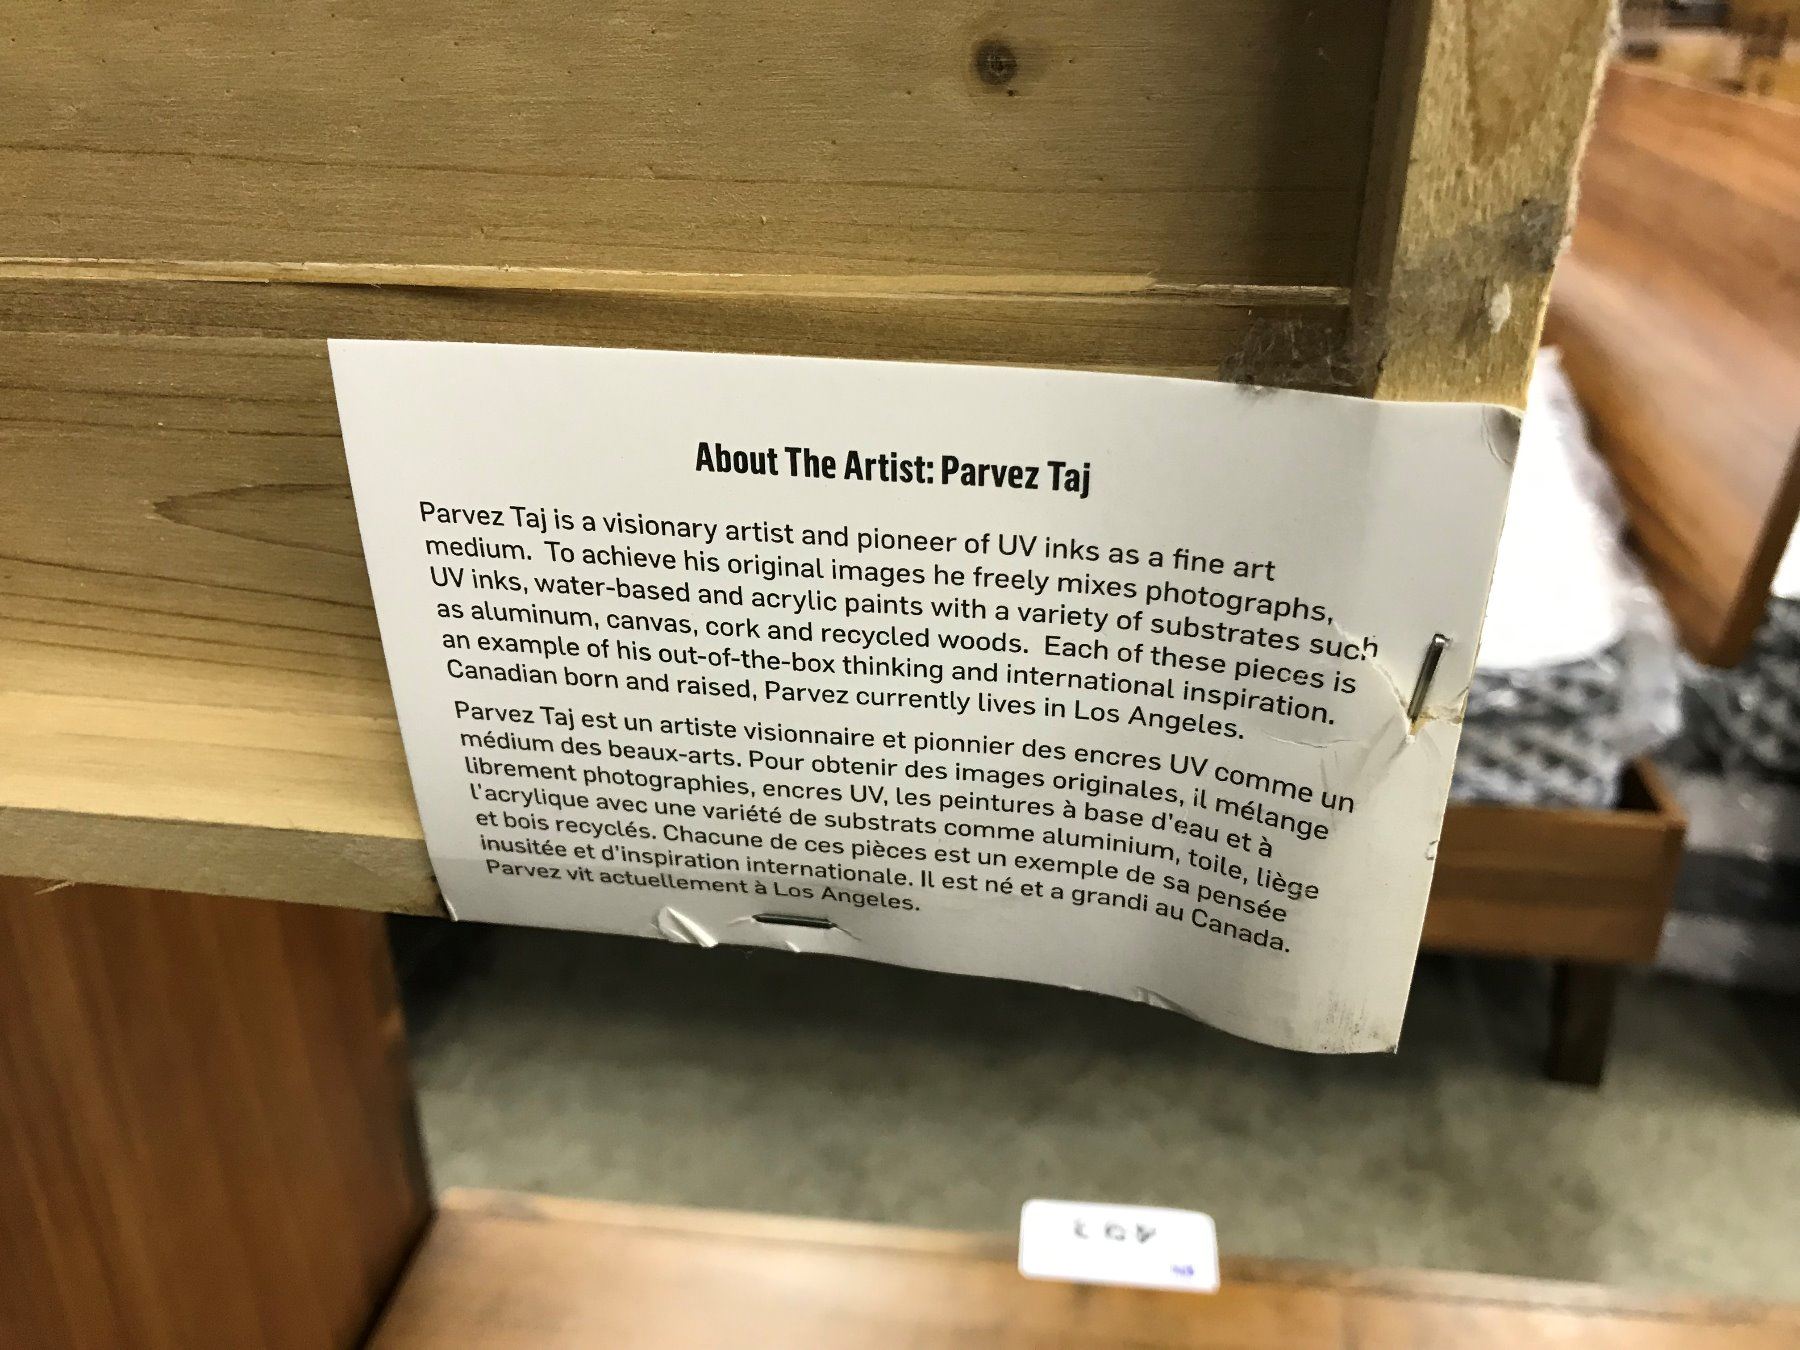 About The Artist: Parvez Taj
Parvez Taj is a visionary artist and pioneer of UV inks as a fine art
medium. To achieve his original images he freely mixes photographs,
UV inks, water-based and acrylic paints with a variety of substrates such
as aluminum, canvas, cork and recycled woods. Each of these pieces is
an example of his out-of-the-box thinking and international inspiration.
Canadian born and raised, Parvez currently lives in Los Angeles.
Parvez Taj est un artiste visionnaire et pionnier des encres UV comme un
médium des beaux-arts. Pour obtenir des images originales, il mélange
librement photographies, encres UV, les peintures à base d'eau et à
l'acrylique avec une variété de substrats comme aluminium, toile, liège
et bois recyclés. Chacune de ces pièces est un exemple de sa pensée
inusitée et d'inspiration internationale. Il est né et a grandi au Canada.
Parvez vit actuellement à Los Angeles.